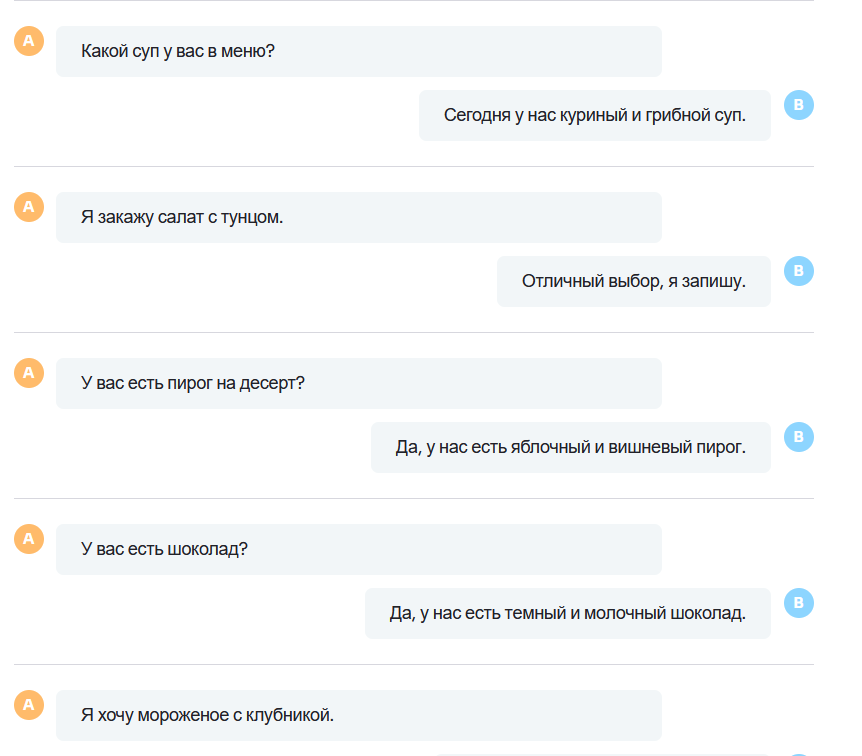 A
Какой суп у вас в меню?
Сегодня у нас куриный и грибной суп.
B
A
Я закажу салат с тунцом.
Отличный выбор, я запишу.
B
A
У вас есть пирог на десерт?
Да, у нас есть яблочный и вишневый пирог.
B
A
У вас есть шоколад?
Да, у нас есть темный и молочный шоколад.
B
A
Я хочу мороженое с клубникой.